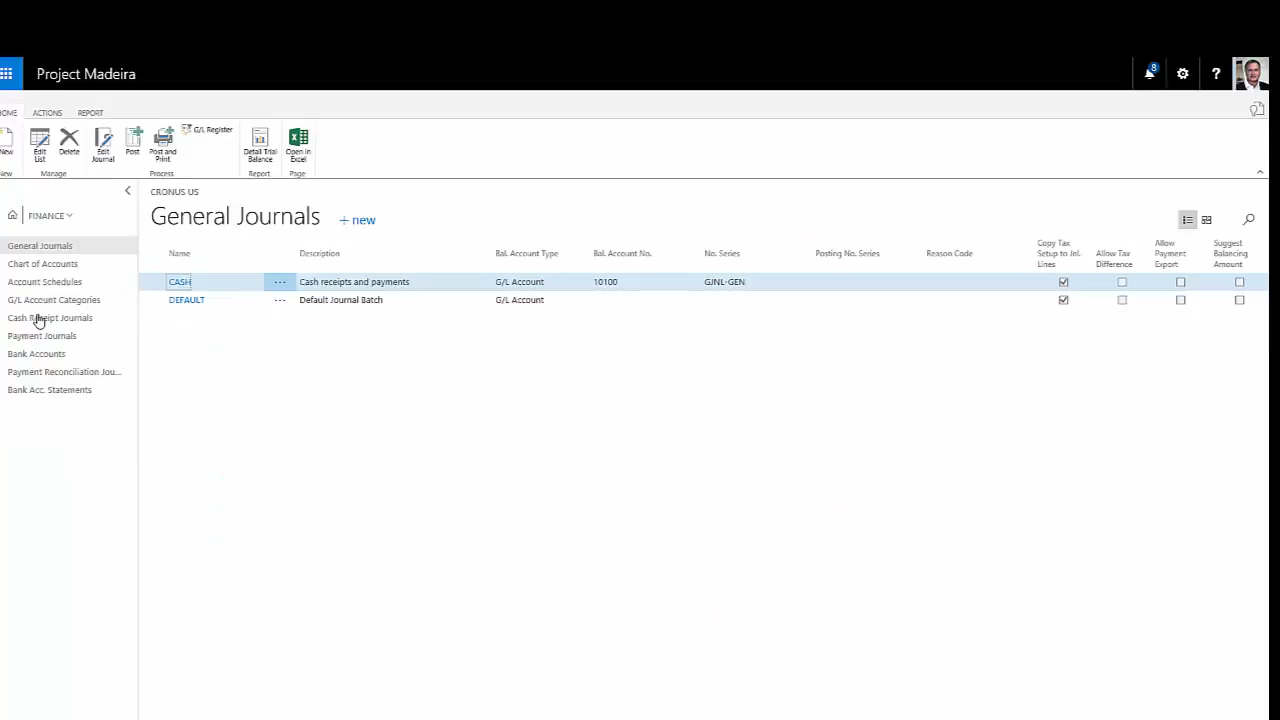 Project Madeira
8
?
HOME ACTIONS REPORT
New
Edit List
Delete
Edit Journal
Post
Post and Print
G/L Register
Detail Trial Balance
Open in Excel
New Manage Process Report Page
CRONUS US
FINANCE
General Journals + new
General Journals
Chart of Accounts
Account Schedules
G/L Account Categories
Cash Receipt Journals
Payment Journals
Bank Accounts
Payment Reconciliation Jou...
Bank Acc. Statements
Name Description Bal. Account Type Bal. Account No. No. Series Posting No. Series Reason Code Copy Tax Setup to Jnl. Lines Allow Tax Difference Allow Payment Export Suggest Balancing Amount
CASH ... Cash receipts and payments G/L Account 10100 GJNL-GEN
DEFAULT ... Default Journal Batch G/L Account